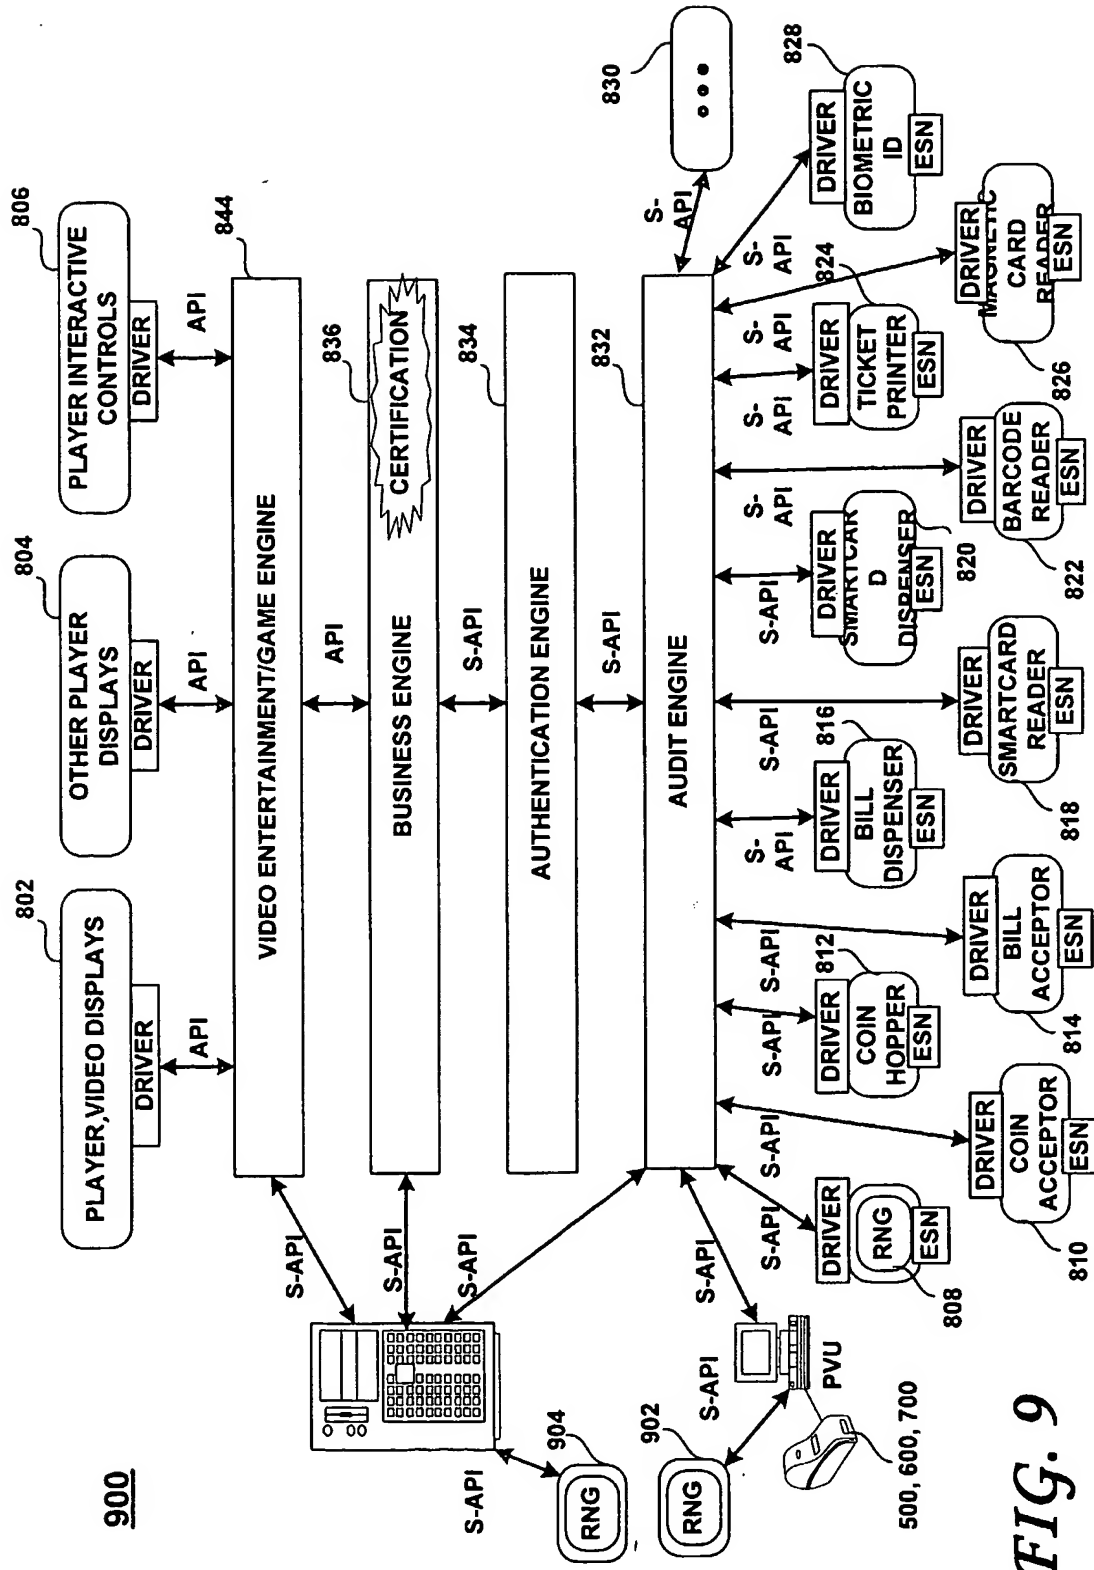 900
802
PLAYER,VIDEO DISPLAYS
DRIVER
API
804
OTHER PLAYER
DISPLAYS
DRIVER
API
806
PLAYER INTERACTIVE
CONTROLS
DRIVER
API
844
VIDEO ENTERTAINMENT/GAME ENGINE
S-API
API
836
BUSINESS ENGINE
CERTIFICATION
S-API
S-API
834
AUTHENTICATION ENGINE
S-API
S-API
832
AUDIT ENGINE
S-API
RNG
904
S-API
RNG
902
S-API
PVU
500, 600, 700
S-API
DRIVER
RNG
ESN
808
S-API
DRIVER
COIN
ACCEPTOR
ESN
810
S-API
DRIVER
COIN
HOPPER
ESN
812
S-API
DRIVER
BILL
ACCEPTOR
ESN
814
S-
API
DRIVER
BILL
DISPENSER
ESN
816
S-API
DRIVER
SMARTCARD
READER
ESN
818
S-API
DRIVER
SMARTCAR
D
DISPENSER
ESN
820
S-
API
DRIVER
BARCODE
READER
ESN
822
S-
API
DRIVER
TICKET
PRINTER
ESN
824
S-
API
DRIVER
MAGNETIC
CARD
READER
ESN
826
DRIVER
BIOMETRIC
ID
ESN
828
S-
API
830
FIG. 9